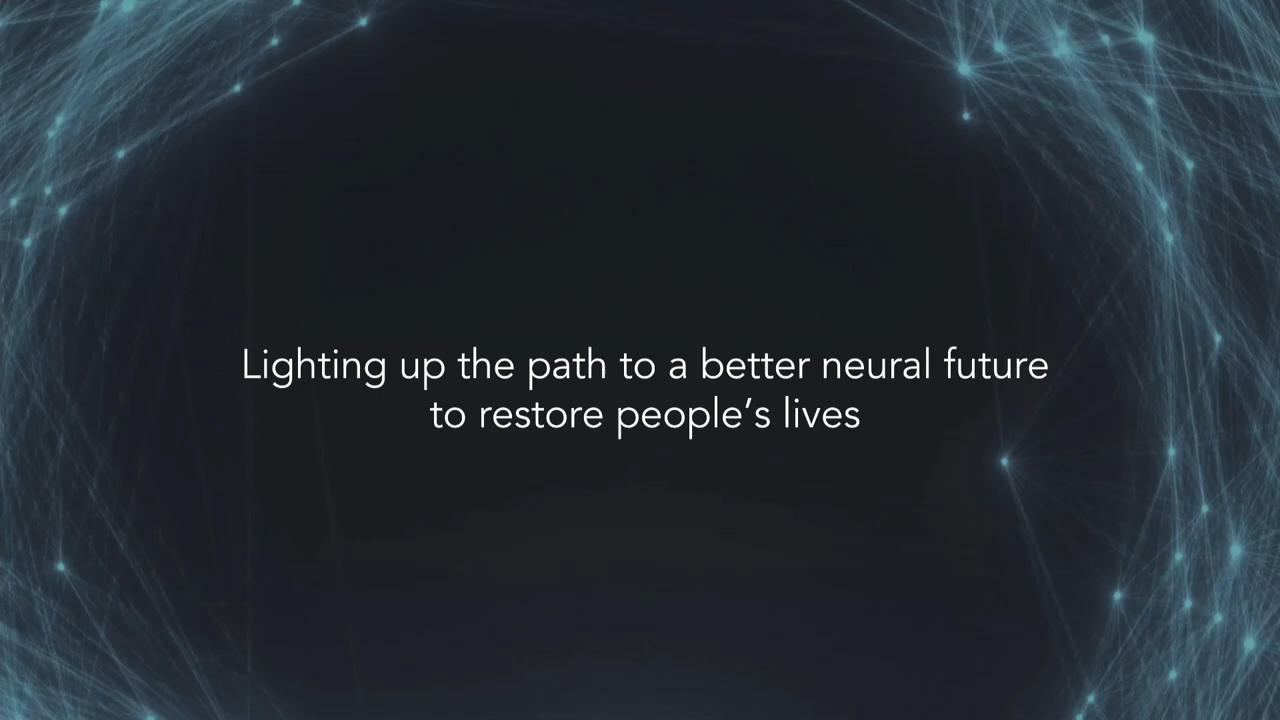 Lighting up the path to a better neural future
to restore people’s lives